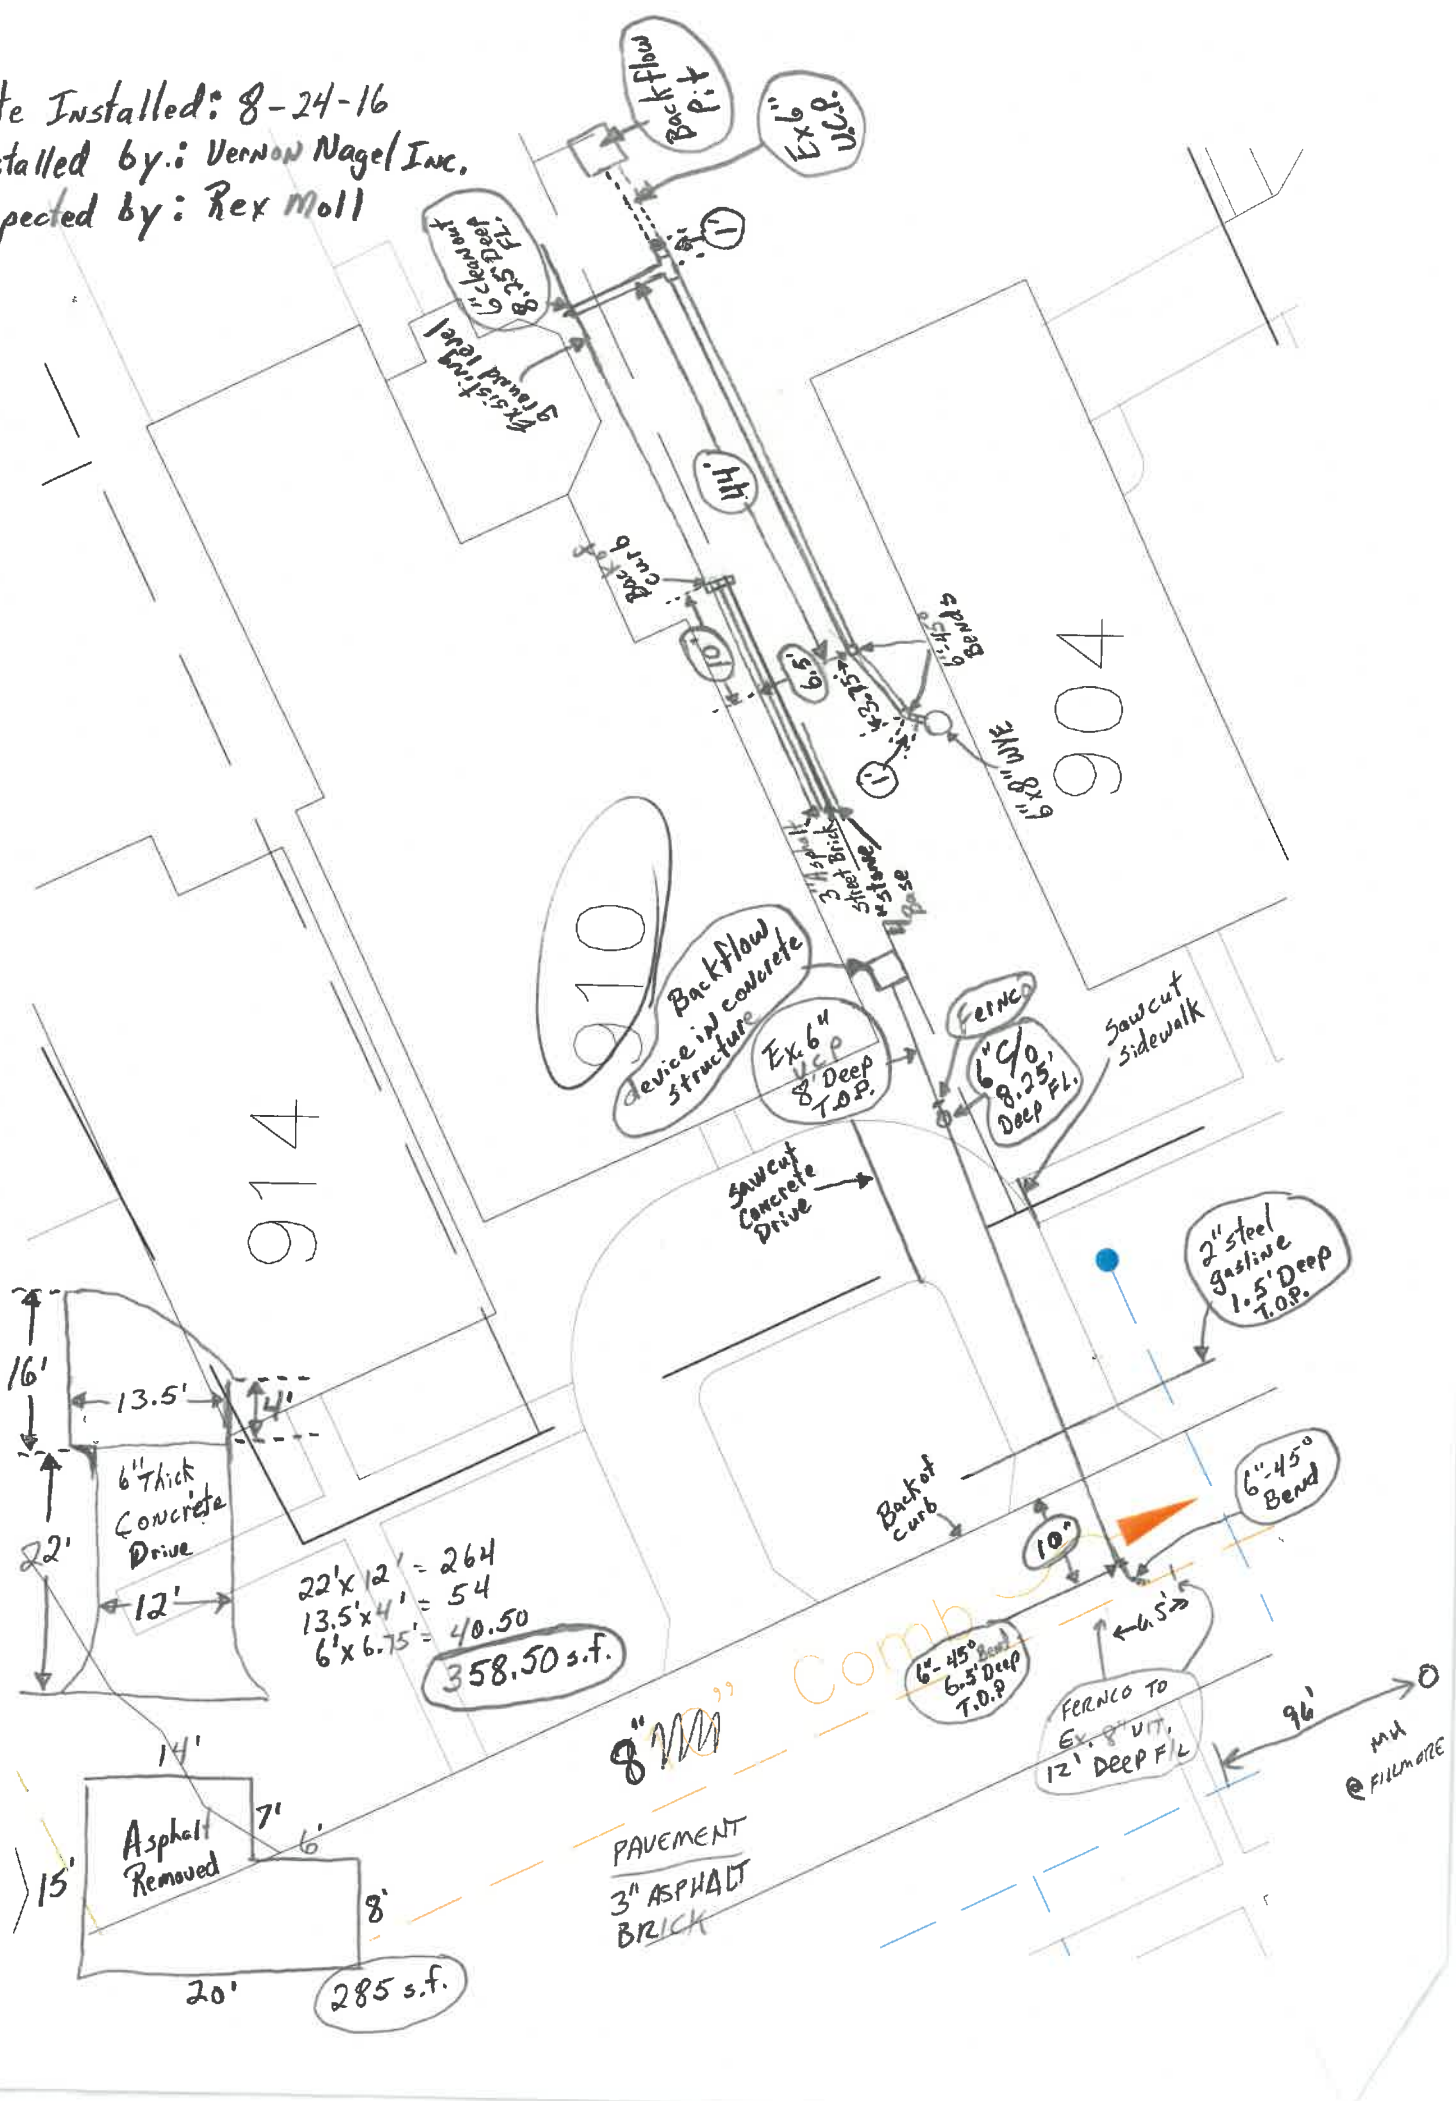 te Installed: 8-24-16
talled by.: Vernon Nagel Inc.
pected by: Rex Moll
Backflow
Pit
Ex 6"
V.C.P.
1'
6" cleanout
8.25' Deep
FL.
Exsisting
ground level
44'
Back of
curb
10'
6.5'
3.75'
6"-45°
Bends
1'
6"x8" WYE
904
3" Asphalt
Street Brick
stone
Base
910
Backflow
device in concrete
structure
Ex. 6"
V.C.P
8' Deep
T.O.P.
Fernco
6" C/O
8.25'
Deep FL.
Sawcut
sidewalk
914
Sawcut
Concrete
Drive
2" steel
gasline
1.5' Deep
T.O.P.
16'
13.5'
4'
6" Thick
Concrete
Drive
22'
12'
22' x 12' = 264
13.5' x 4' = 54
6' x 6.75' = 40.50
358.50 s.f.
Back of
curb
10"
6"-45°
Bend
6.5'
6"-45° Bend
6.5' Deep
T.O.P
FERNCO TO
EX. 8" VIT.
12' DEEP F/L
96'
MH
@ FILLMORE
8" 10" Comb
PAVEMENT
3" ASPHALT
BRICK
14'
Asphalt
Removed
7'
6'
15'
8'
20'
285 s.f.